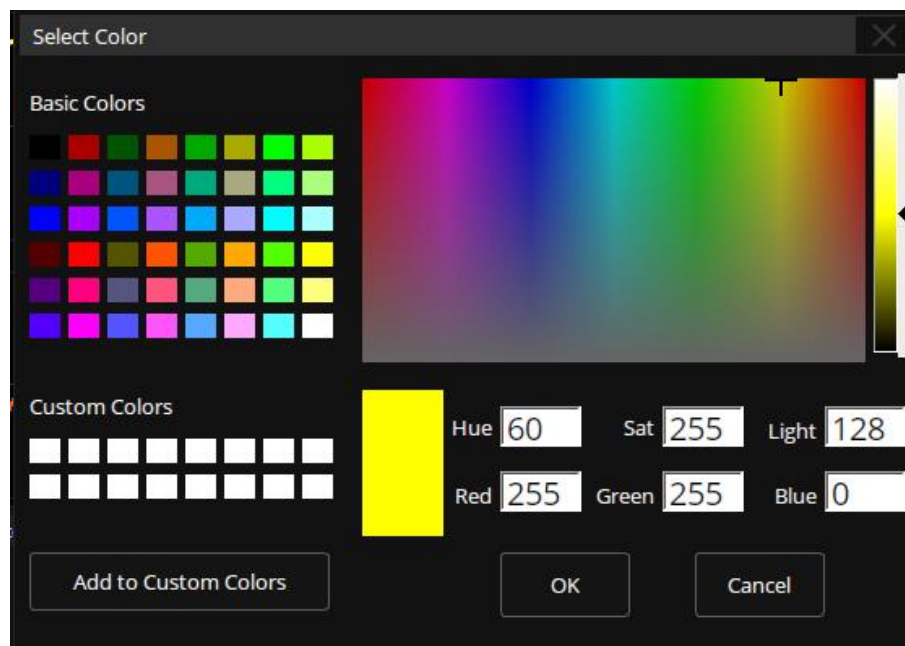 Select Color
Basic Colors
Custom Colors
Hue 60 Sat 255 Light 128
Red 255 Green 255 Blue 0
Add to Custom Colors OK Cancel